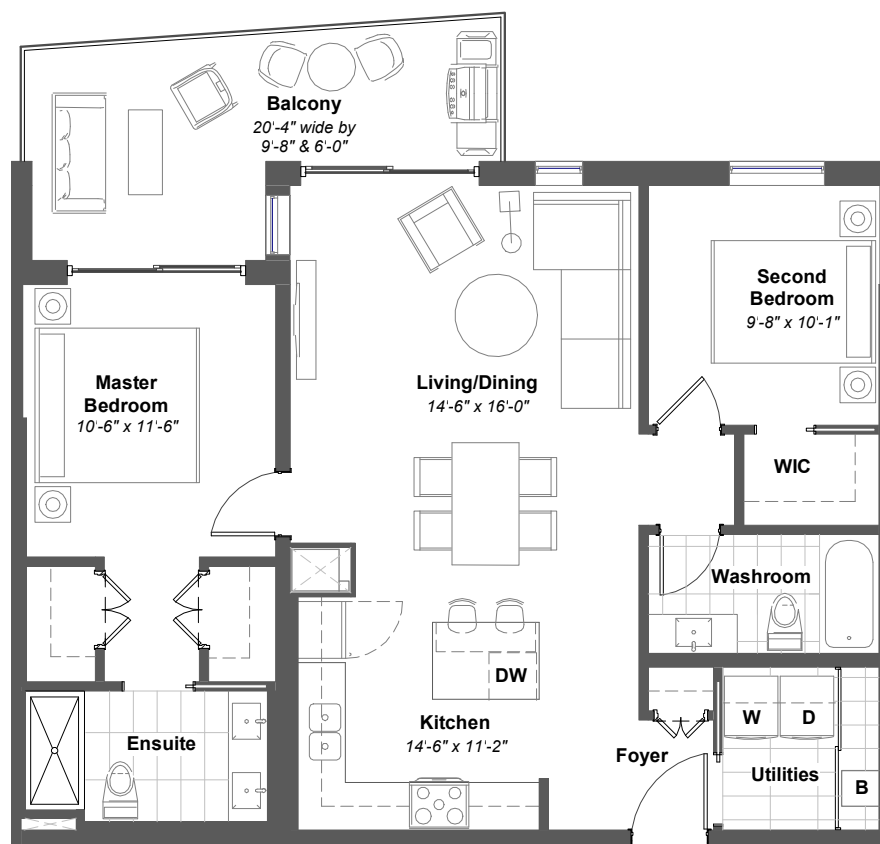 Balcony
20'-4" wide by
9'-8" & 6'-0"
Second
Bedroom
9'-8" x 10'-1"
Master
Bedroom
10'-6" x 11'-6"
Living/Dining
14'-6" x 16'-0"
WIC
Washroom
DW
Kitchen
14'-6" x 11'-2"
Ensuite
Foyer
W
D
Utilities
B